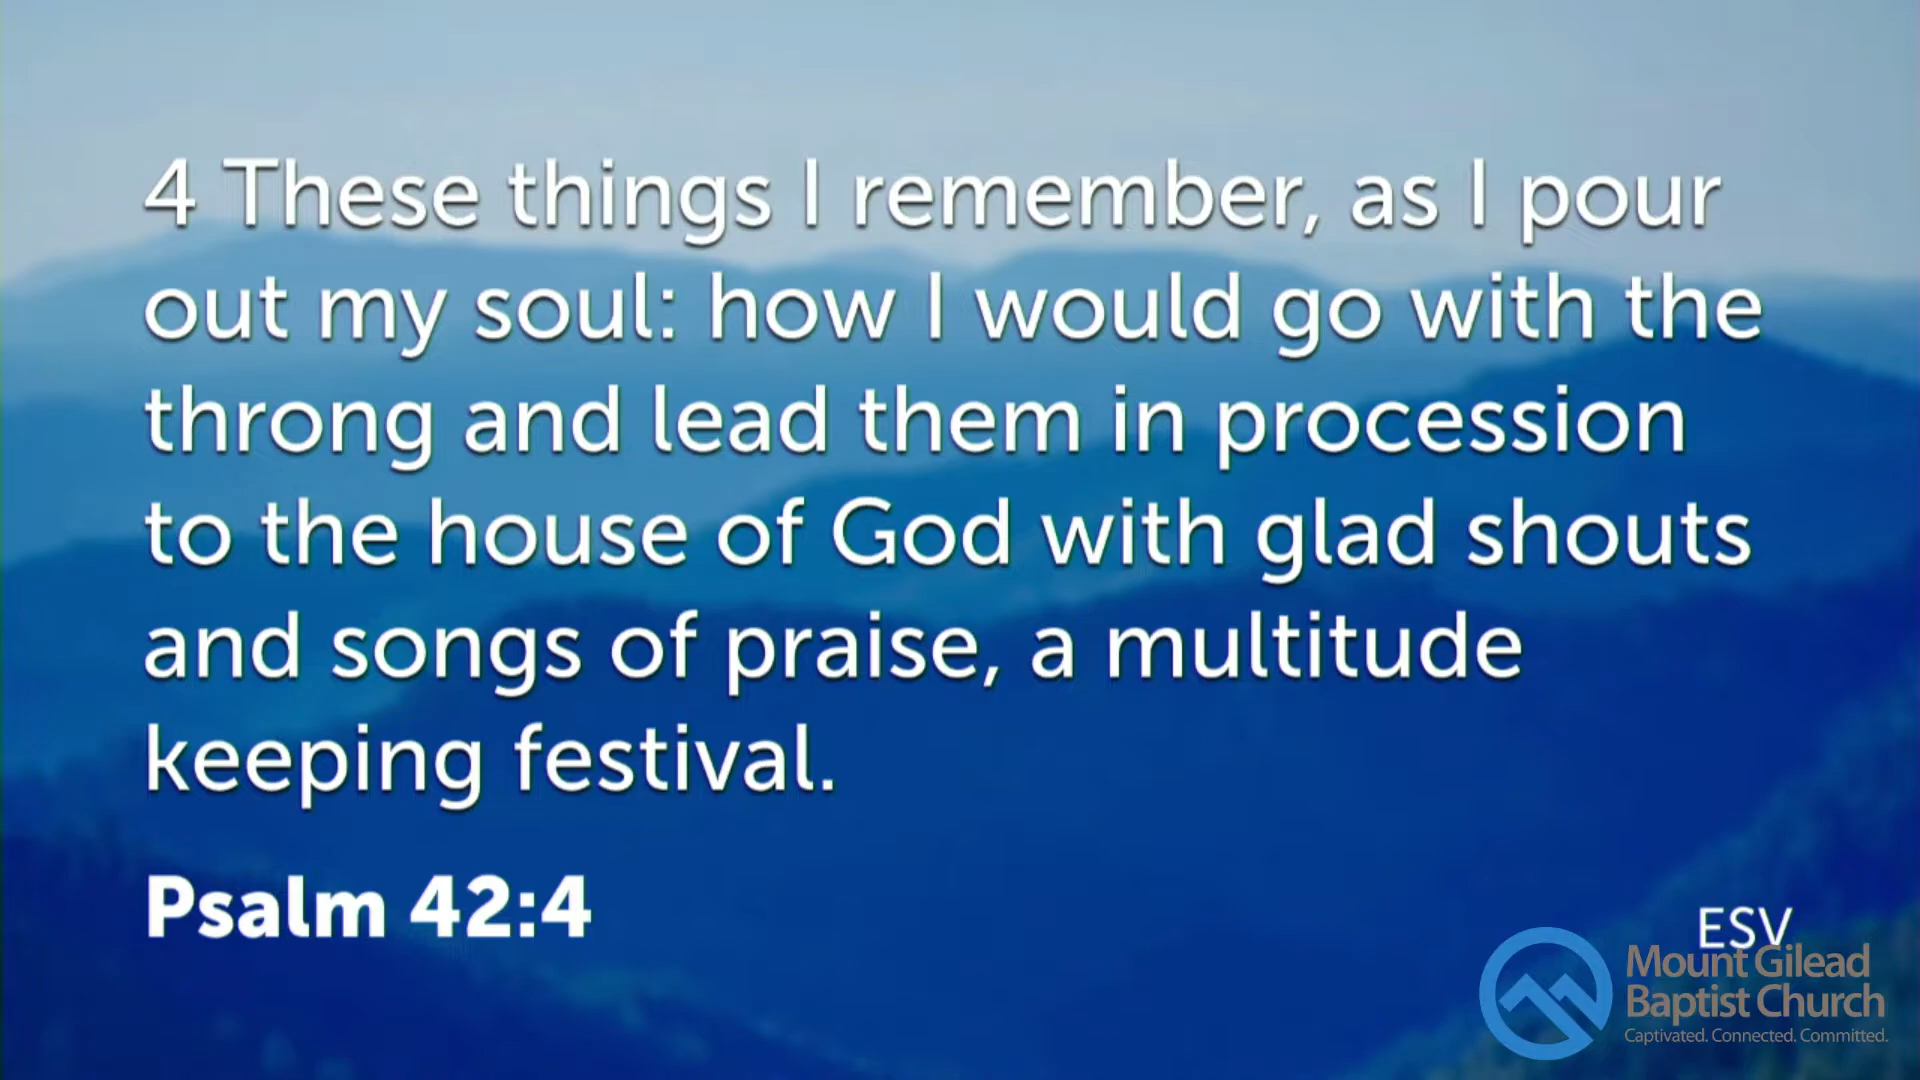 4 These things I remember, as I pour
out my soul: how I would go with the
throng and lead them in procession
to the house of God with glad shouts
and songs of praise, a multitude
keeping festival.
Psalm 42:4
ESV
Mount Gilead
Baptist Church
Captivated. Connected. Committed.